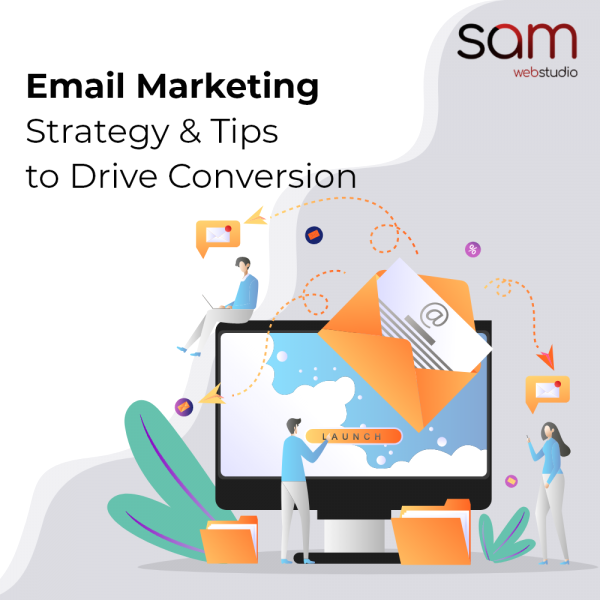 sam
webstudio
Email Marketing
Strategy & Tips
to Drive Conversion
@
LAUNCH
%